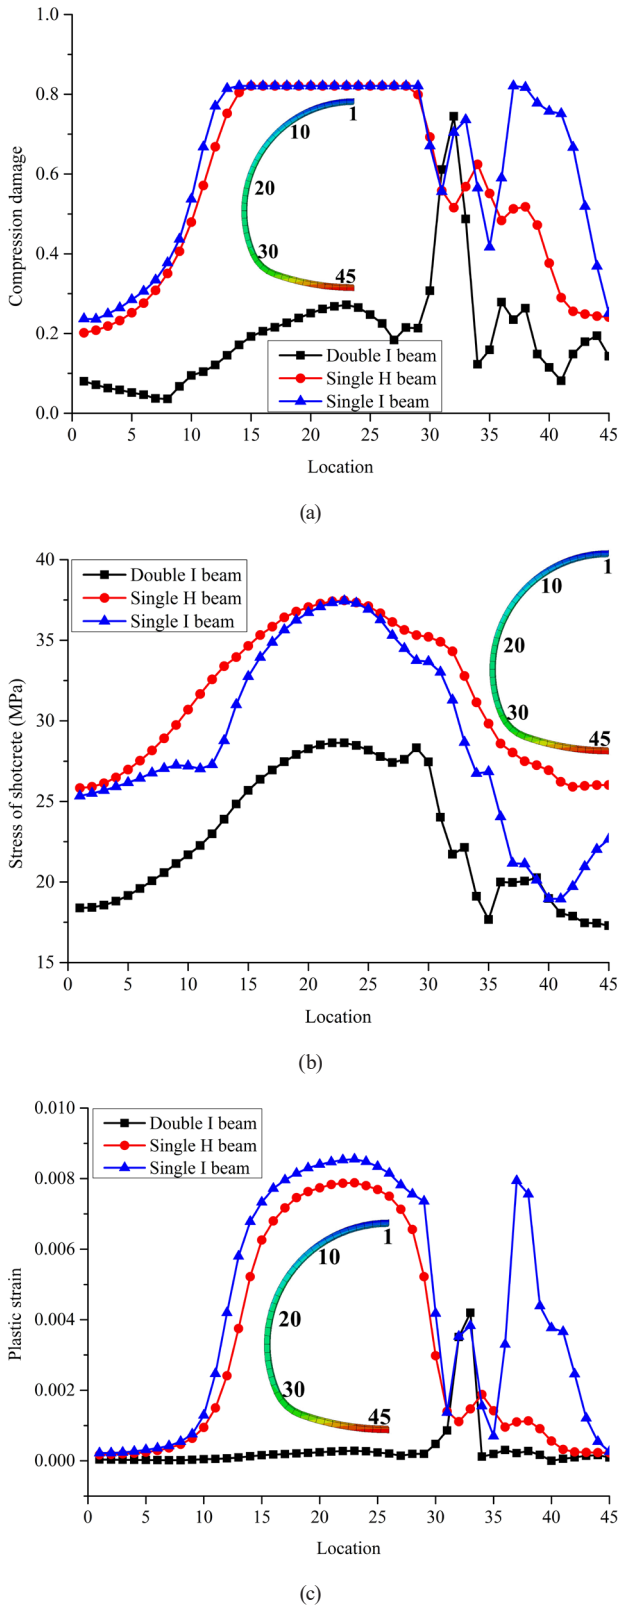 1.0
0.8
0.6
0.4
0.2
0.0
Compression damage
1
10
20
30
45
Double I beam
Single H beam
Single I beam
0 5 10 15 20 25 30 35 40 45
Location
(a)
40
35
30
25
20
15
Stress of shotcrete (MPa)
Double I beam
Single H beam
Single I beam
1
10
20
30
45
0 5 10 15 20 25 30 35 40 45
Location
(b)
0.010
0.008
0.006
0.004
0.002
0.000
Plastic strain
Double I beam
Single H beam
Single I beam
1
10
20
30
45
0 5 10 15 20 25 30 35 40 45
Location
(c)